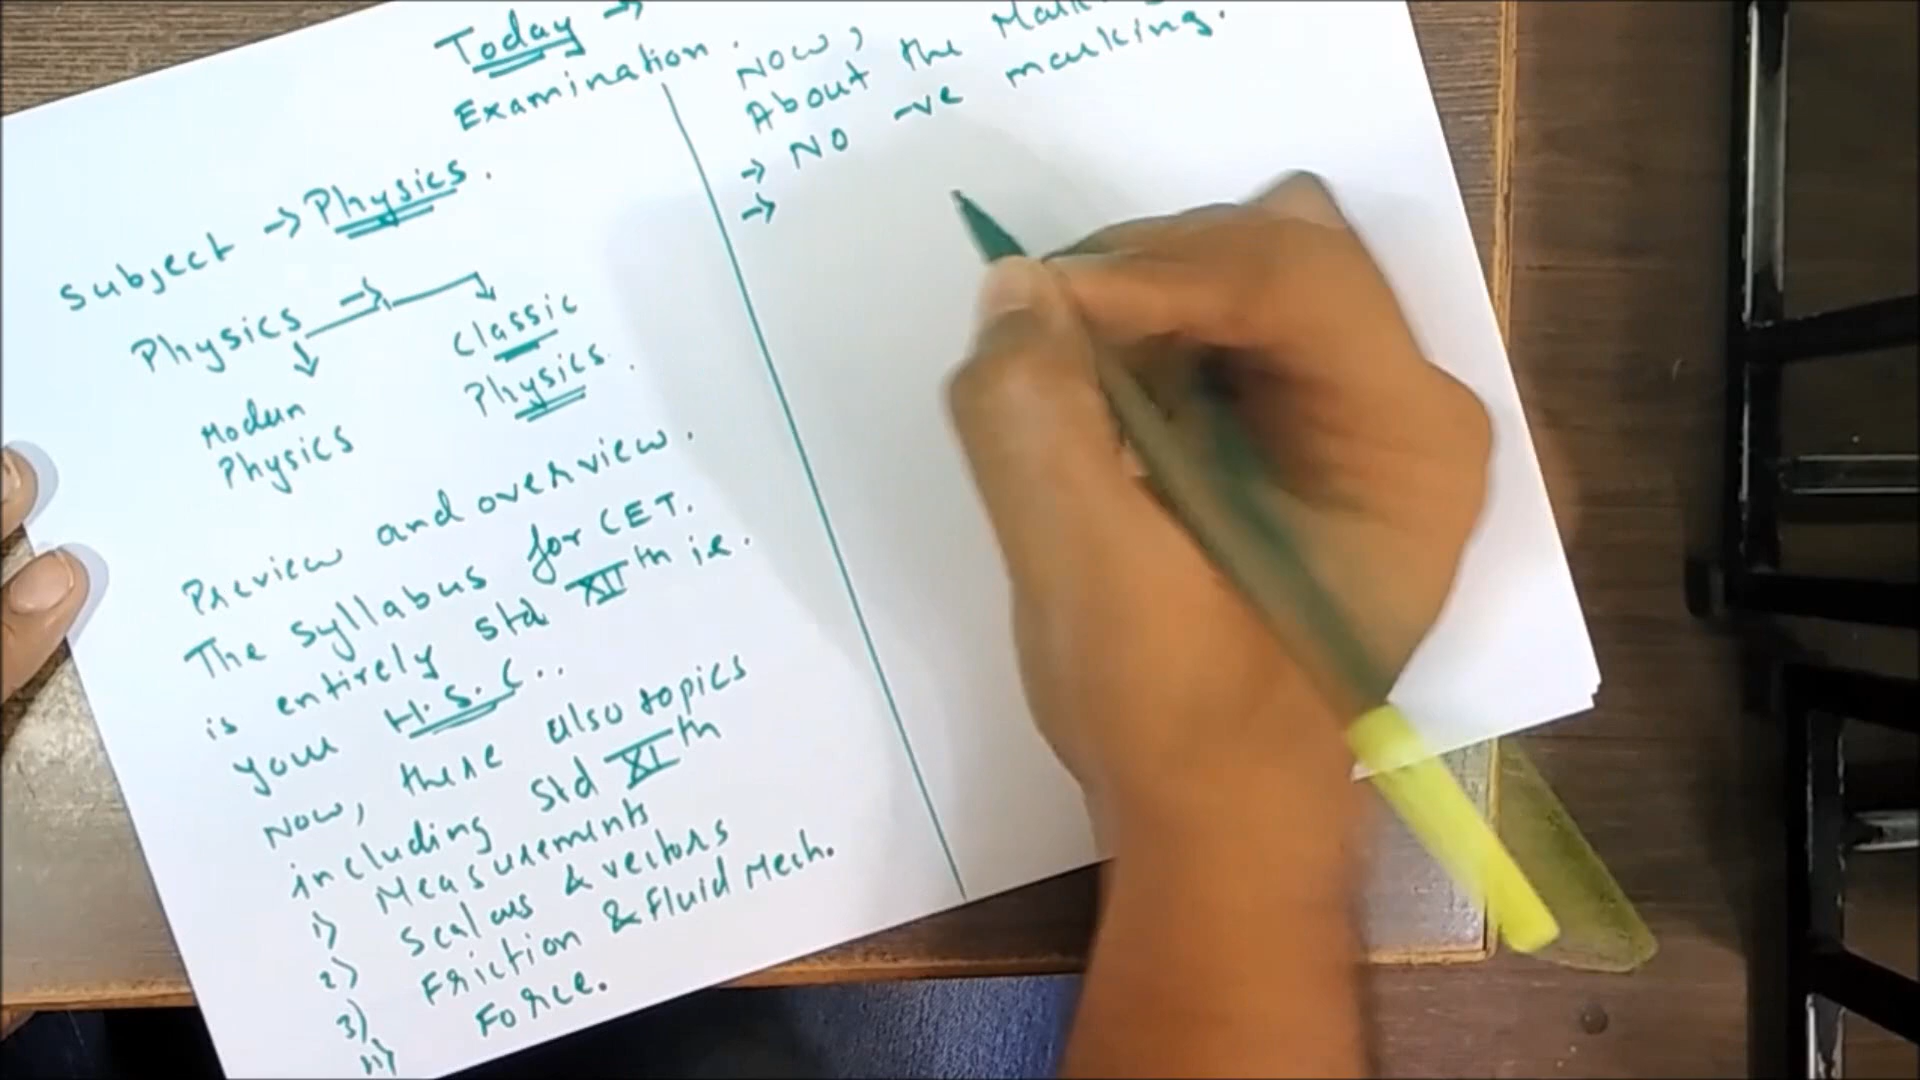 Today →
Examination.
Subject → Physics.
Physics →
Modern
Physics
Classic
Physics.
Preview and overview.
The syllabus for CET.
is entirely std XIIth i.e.
your H.S.C..
Now, there also topics
including std XIth
1) Measurements
2) Scalars & vectors
3) Friction & Fluid Mech.
4) Force.
Now,
About the
→ No -ve marking.
→